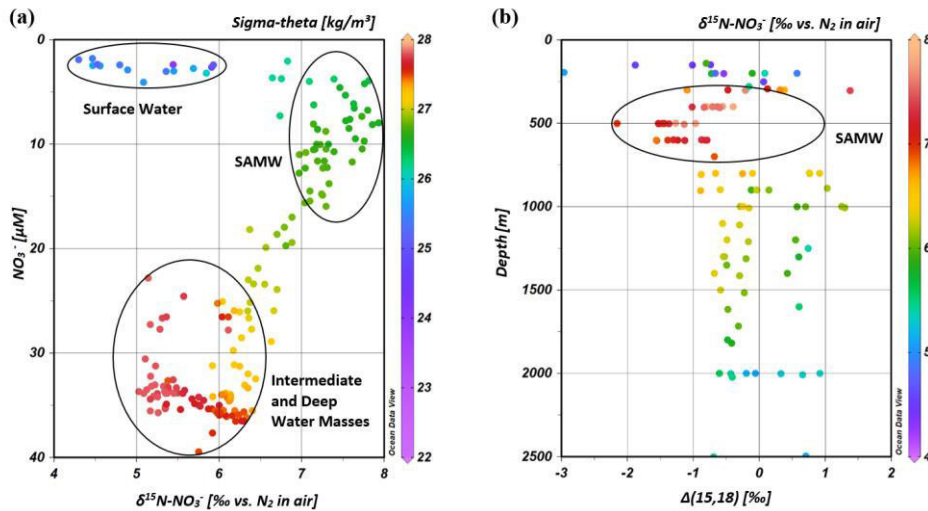 (a)
Sigma-theta [kg/m³]
0
10
20
30
40
NO₃⁻ [µM]
4
5
6
7
8
δ¹⁵N-NO₃⁻ [‰ vs. N₂ in air]
Surface Water
SAMW
Intermediate
and Deep
Water Masses
28
27
26
25
24
23
22
Ocean Data View
(b)
δ¹⁵N-NO₃⁻ [‰ vs. N₂ in air]
0
500
1000
1500
2000
2500
Depth [m]
-3
-2
-1
0
1
2
Δ(15,18) [‰]
SAMW
8
7
6
5
4
Ocean Data View